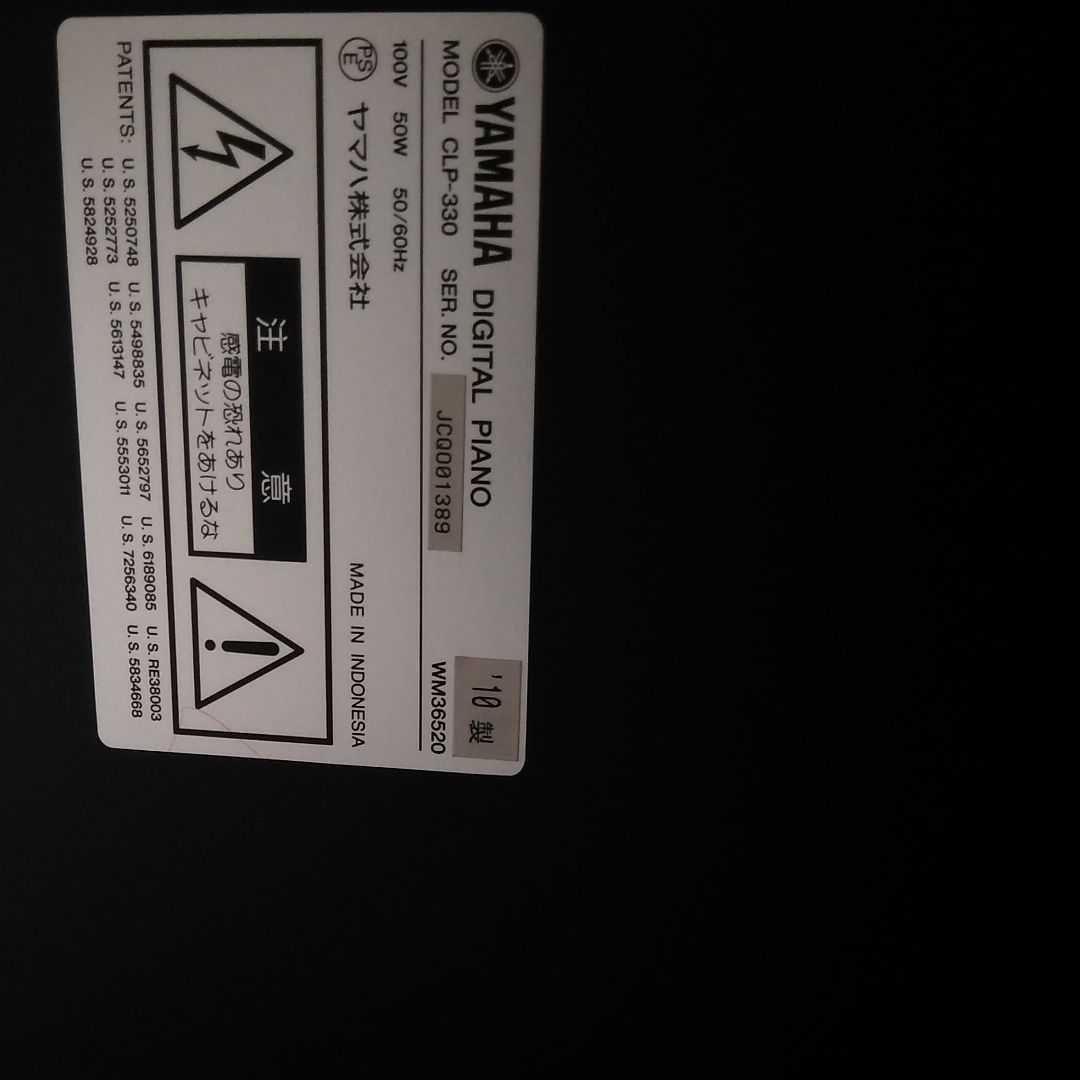 YAMAHA DIGITAL PIANO
'10 製
MODEL CLP-330 SER. NO. JCQO01389 WM36520
100V 50W 50/60Hz
PSE ヤマハ株式会社 MADE IN INDONESIA
注 意
感電の恐れあり
キャビネットをあけるな
PATENTS: U. S. 5250748 U. S. 5498835 U. S. 5652797 U. S. 6189085 U. S. RE38003
U. S. 5252773 U. S. 5613147 U. S. 5553011 U. S. 7256340 U. S. 5834668
U. S. 5824928